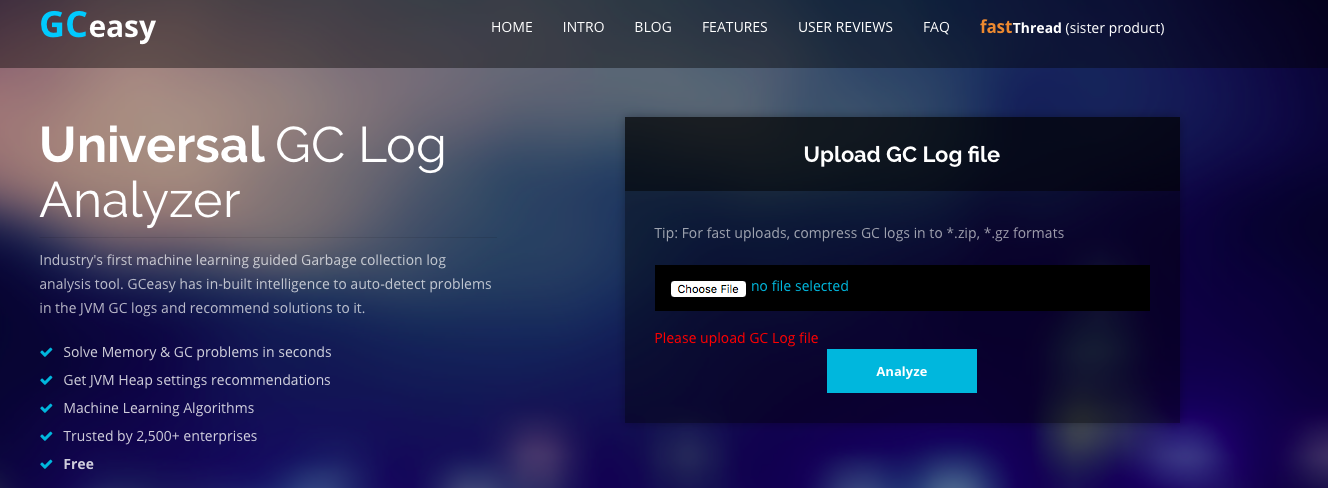 GCeasy
HOME INTRO BLOG FEATURES USER REVIEWS FAQ fastThread (sister product)
Universal GC Log
Analyzer
Industry's first machine learning guided Garbage collection log
analysis tool. GCeasy has in-built intelligence to auto-detect problems
in the JVM GC logs and recommend solutions to it.
Solve Memory & GC problems in seconds
Get JVM Heap settings recommendations
Machine Learning Algorithms
Trusted by 2,500+ enterprises
Free
Upload GC Log file
Tip: For fast uploads, compress GC logs in to *.zip, *.gz formats
Choose File no file selected
Please upload GC Log file
Analyze